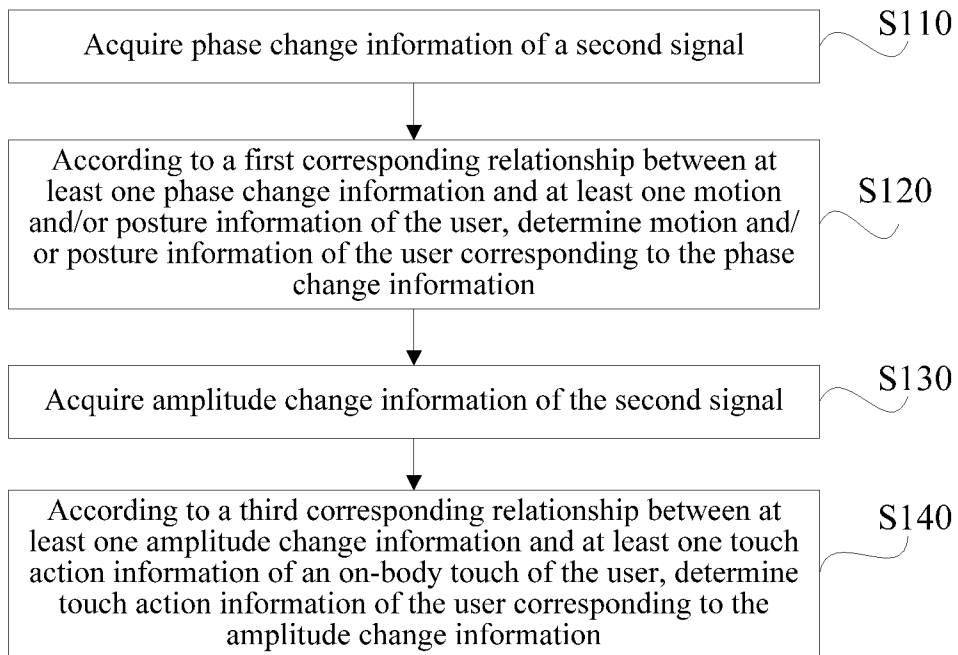 Acquire phase change information of a second signal
S110
According to a first corresponding relationship between at
least one phase change information and at least one motion
and/or posture information of the user, determine motion and/
or posture information of the user corresponding to the phase
change information
S120
Acquire amplitude change information of the second signal
S130
According to a third corresponding relationship between at
least one amplitude change information and at least one touch
action information of an on-body touch of the user, determine
touch action information of the user corresponding to the
amplitude change information
S140